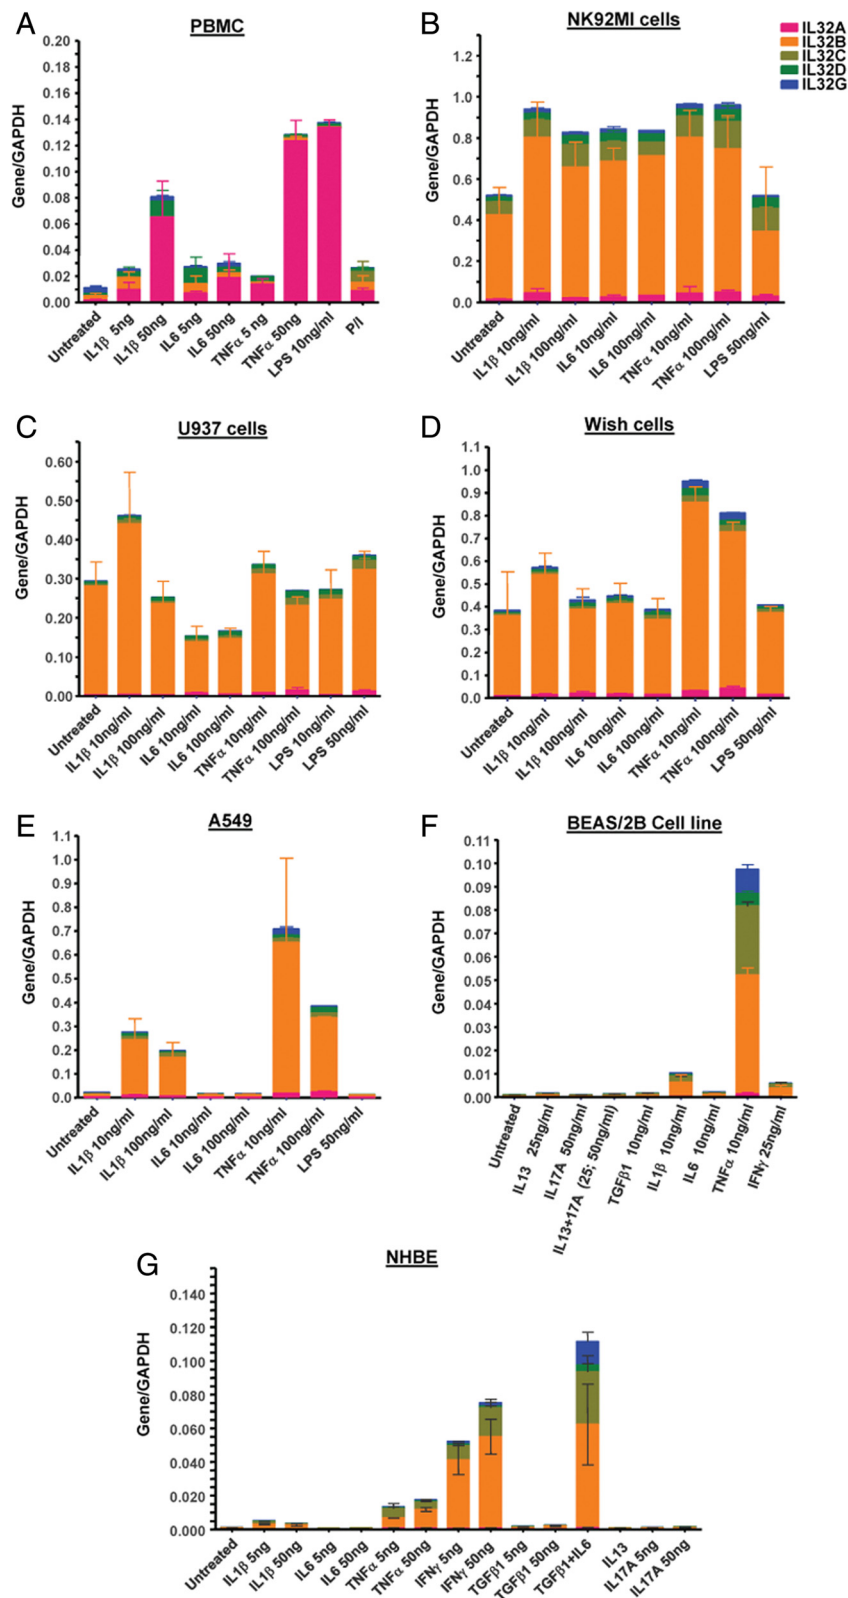 A
PBMC
Gene/GAPDH
0.20
0.18
0.16
0.14
0.12
0.10
0.08
0.06
0.04
0.02
0.00
Untreated
IL1β 5ng
IL1β 50ng
IL6 5ng
IL6 50ng
TNFα 5 ng
TNFα 50ng
LPS 10ng/ml
P/I
B
NK92MI cells
IL32A
IL32B
IL32C
IL32D
IL32G
Gene/GAPDH
1.2
1.0
0.8
0.6
0.4
0.2
0.0
Untreated
IL1β 10ng/ml
IL1β 100ng/ml
IL6 10ng/ml
IL6 100ng/ml
TNFα 10ng/ml
TNFα 100ng/ml
LPS 50ng/ml
C
U937 cells
Gene/GAPDH
0.60
0.50
0.40
0.30
0.20
0.10
0.00
Untreated
IL1β 10ng/ml
IL1β 100ng/ml
IL6 10ng/ml
IL6 100ng/ml
TNFα 10ng/ml
TNFα 100ng/ml
LPS 10ng/ml
LPS 50ng/ml
D
Wish cells
Gene/GAPDH
1.1
1.0
0.9
0.8
0.7
0.6
0.5
0.4
0.3
0.2
0.1
0.0
Untreated
IL1β 10ng/ml
IL1β 100ng/ml
IL6 10ng/ml
IL6 100ng/ml
TNFα 10ng/ml
TNFα 100ng/ml
LPS 50ng/ml
E
A549
Gene/GAPDH
1.1
1.0
0.9
0.8
0.7
0.6
0.5
0.4
0.3
0.2
0.1
0.0
Untreated
IL1β 10ng/ml
IL1β 100ng/ml
IL6 10ng/ml
IL6 100ng/ml
TNFα 10ng/ml
TNFα 100ng/ml
LPS 50ng/ml
F
BEAS/2B Cell line
Gene/GAPDH
0.11
0.10
0.09
0.08
0.07
0.06
0.05
0.04
0.03
0.02
0.01
0.00
Untreated
IL13 25ng/ml
IL17A 50ng/ml
IL13+17A (25; 50ng/ml)
TGFβ1 10ng/ml
IL1β 10ng/ml
IL6 10ng/ml
TNFα 10ng/ml
IFNγ 25ng/ml
G
NHBE
Gene/GAPDH
0.140
0.120
0.100
0.080
0.060
0.040
0.020
0.000
Untreated
IL1β 5ng
IL1β 50ng
IL6 5ng
IL6 50ng
TNFα 5ng
TNFα 50ng
IFNγ 5ng
IFNγ 50ng
TGFβ1 5ng
TGFβ1 50ng
TGFβ1+IL6
IL13
IL17A 5ng
IL17A 50ng